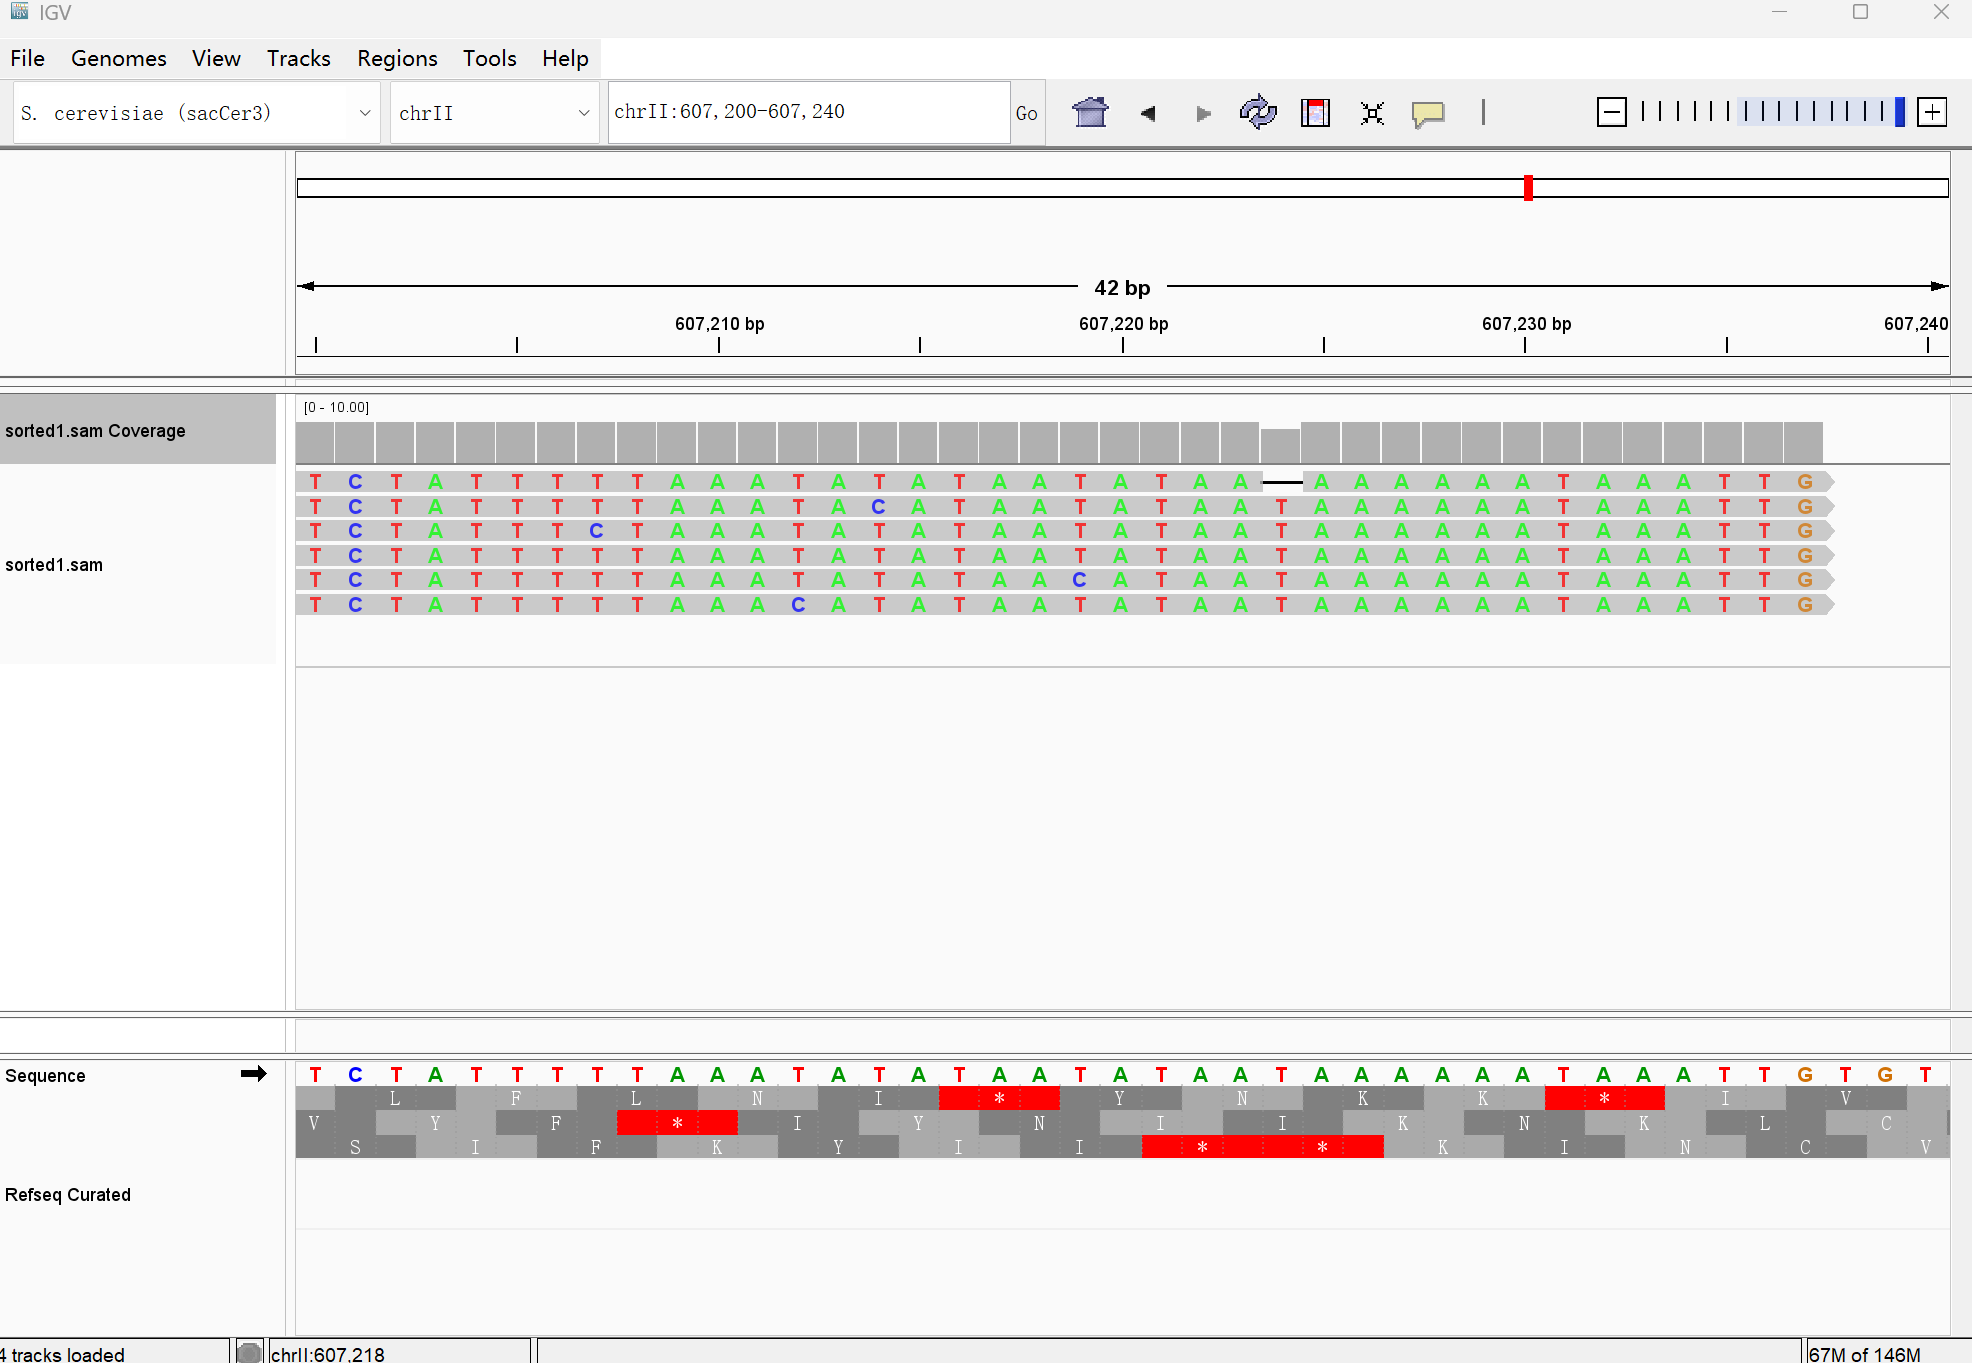 IGV
File Genomes View Tracks Regions Tools Help
S. cerevisiae (sacCer3) chrII chrII:607,200-607,240 Go
42 bp
607,210 bp 607,220 bp 607,230 bp 607,240
[0 - 10.00]
sorted1.sam Coverage
T C T A T T T T T A A A T A T A T A A T A T A A A A A A A A T A A A T T G
T C T A T T T T T A A A T A C A T A A T A T A A T A A A A A A T A A A T T G
sorted1.sam
T C T A T T T C T A A A T A T A T A A T A T A A T A A A A A A T A A A T T G
T C T A T T T T T A A A T A T A T A A T A T A A T A A A A A A T A A A T T G
T C T A T T T T T A A A T A T A T A A C A T A A T A A A A A A T A A A T T G
T C T A T T T T T A A A C A T A T A A T A T A A T A A A A A A T A A A T T G
Sequence T C T A T T T T T A A A T A T A T A A T A T A A T A A A A A A T A A A T T G T G T
L F L N I * Y N K K * I V
V Y F * I Y N I I K N K L C
S I F K Y I I * * K I N C V
Refseq Curated
4 tracks loaded chrII:607,218 67M of 146M